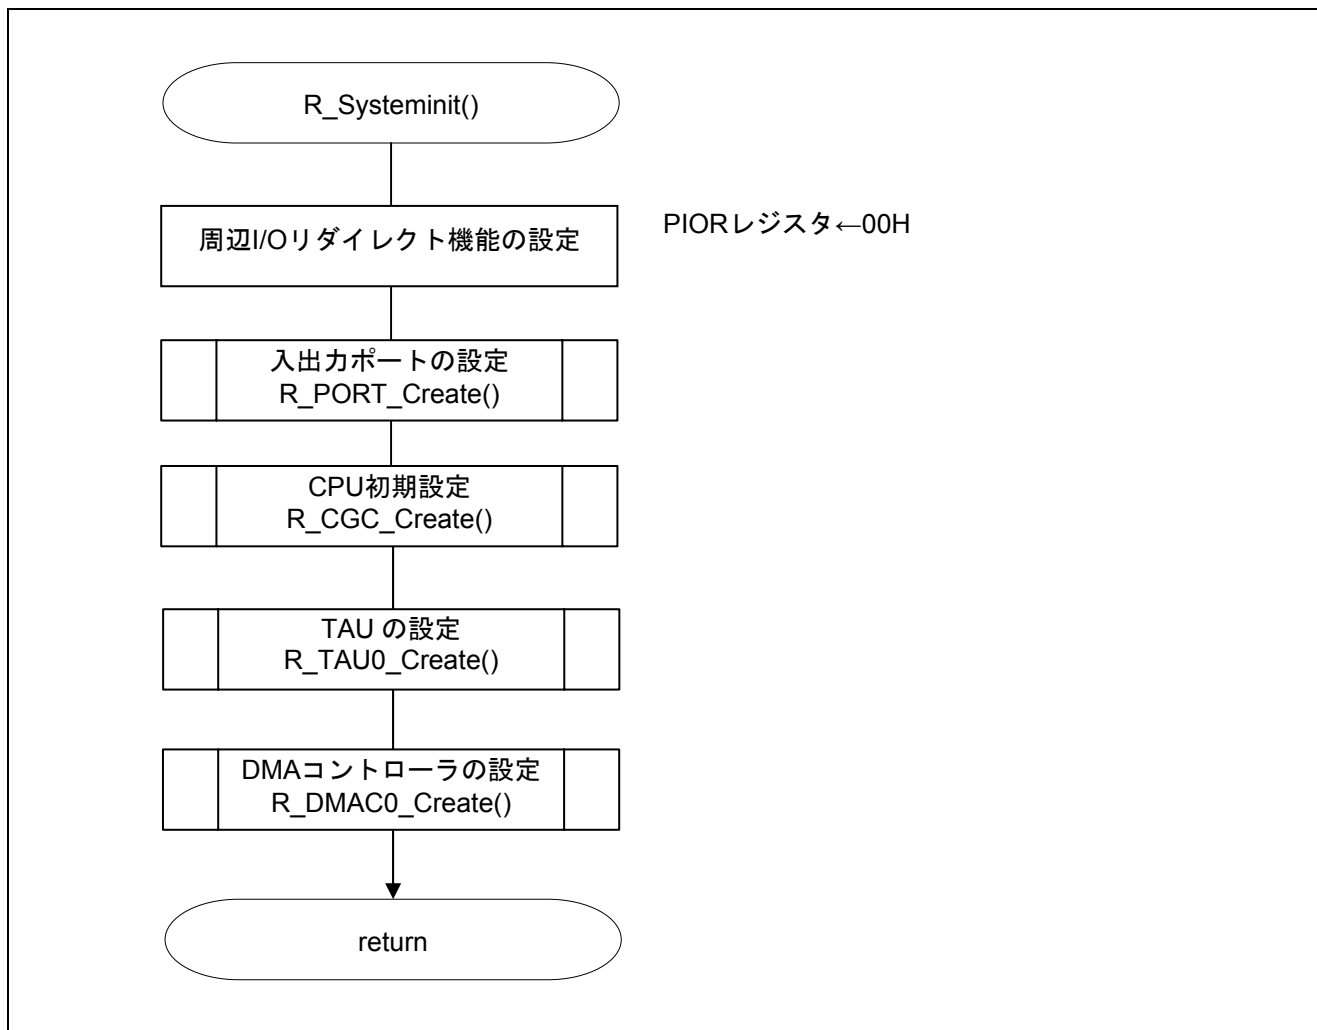 R_Systeminit()
周辺I/Oリダイレクト機能の設定
PIORレジスタ←00H
入出力ポートの設定
R_PORT_Create()
CPU初期設定
R_CGC_Create()
TAU の設定
R_TAU0_Create()
DMAコントローラの設定
R_DMAC0_Create()
return